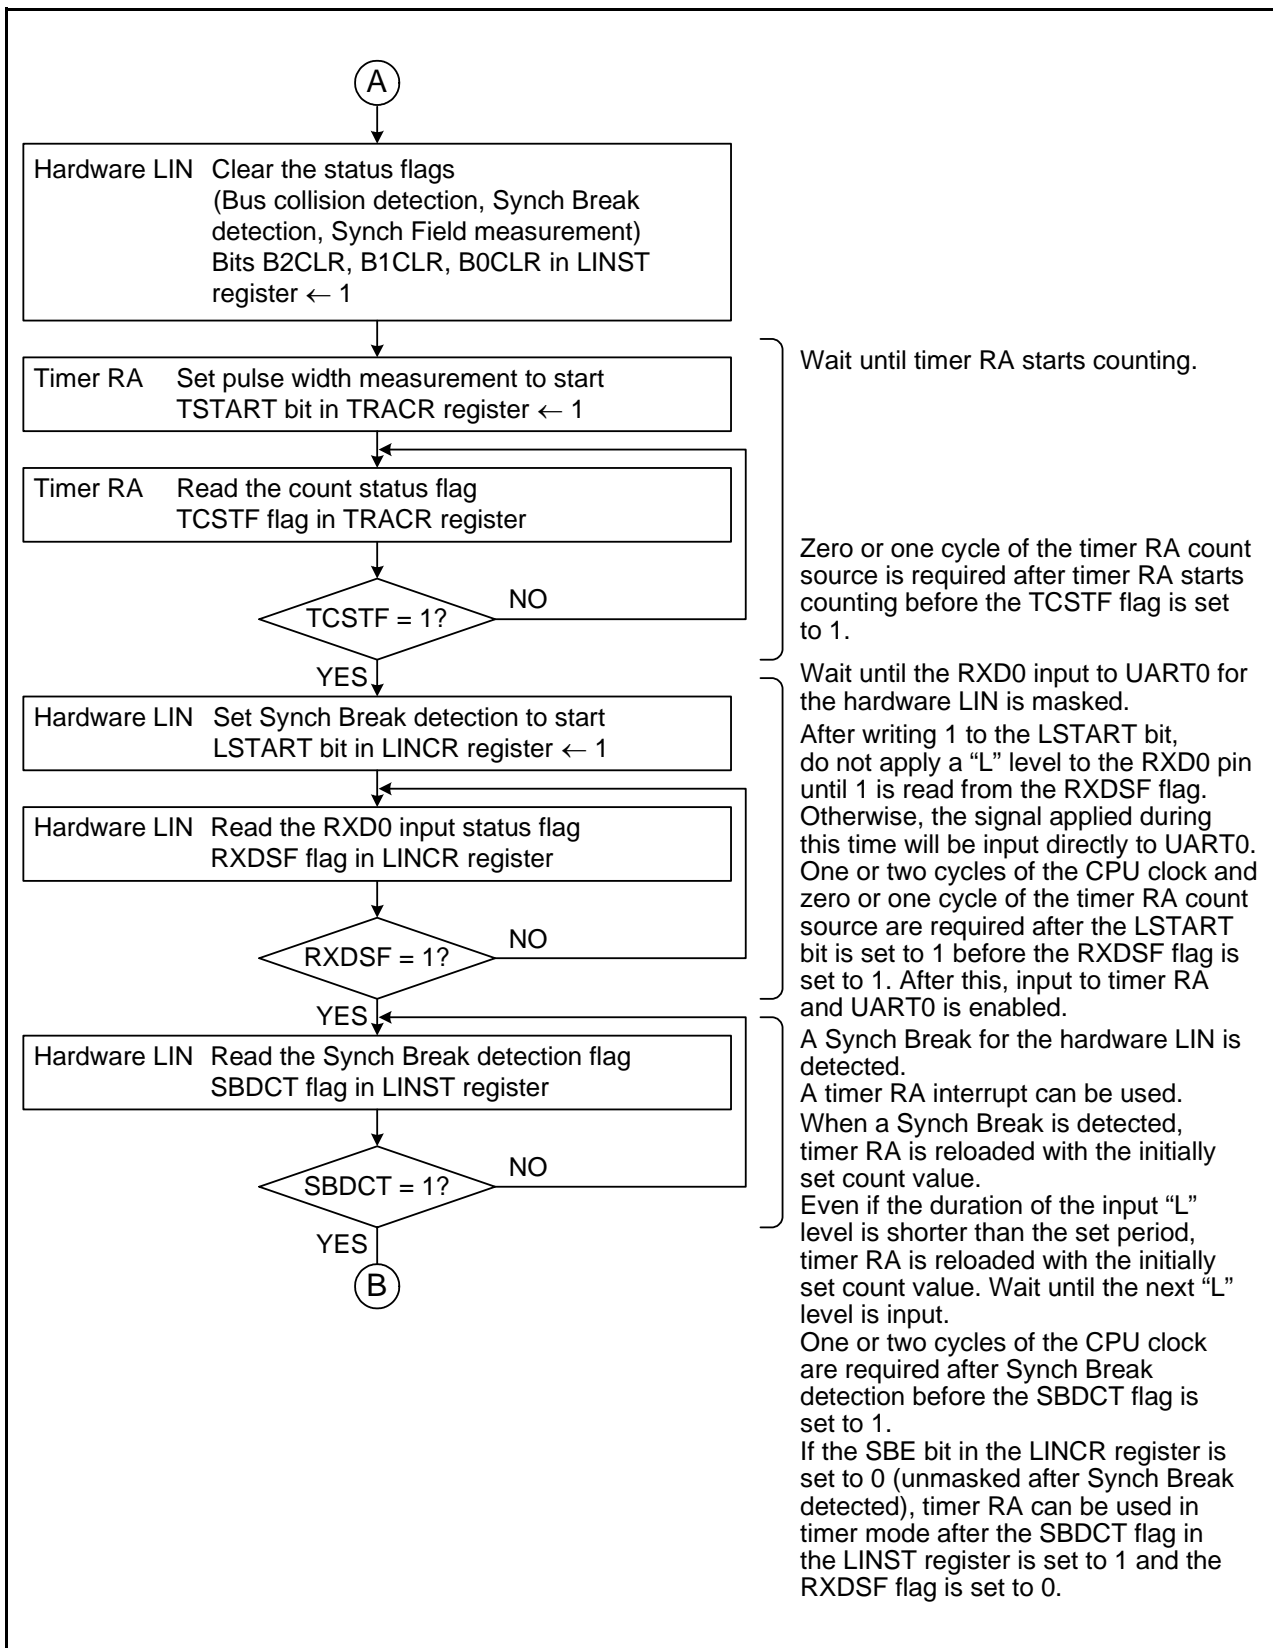 A
Hardware LIN Clear the status flags
(Bus collision detection, Synch Break
detection, Synch Field measurement)
Bits B2CLR, B1CLR, B0CLR in LINST
register ← 1
Timer RA Set pulse width measurement to start
TSTART bit in TRACR register ← 1
Wait until timer RA starts counting.
Timer RA Read the count status flag
TCSTF flag in TRACR register
TCSTF = 1?
NO
YES
Zero or one cycle of the timer RA count
source is required after timer RA starts
counting before the TCSTF flag is set
to 1.
Hardware LIN Set Synch Break detection to start
LSTART bit in LINCR register ← 1
Hardware LIN Read the RXD0 input status flag
RXDSF flag in LINCR register
RXDSF = 1?
NO
YES
Wait until the RXD0 input to UART0 for
the hardware LIN is masked.
After writing 1 to the LSTART bit,
do not apply a “L” level to the RXD0 pin
until 1 is read from the RXDSF flag.
Otherwise, the signal applied during
this time will be input directly to UART0.
One or two cycles of the CPU clock and
zero or one cycle of the timer RA count
source are required after the LSTART
bit is set to 1 before the RXDSF flag is
set to 1. After this, input to timer RA
and UART0 is enabled.
Hardware LIN Read the Synch Break detection flag
SBDCT flag in LINST register
SBDCT = 1?
NO
YES
B
A Synch Break for the hardware LIN is
detected.
A timer RA interrupt can be used.
When a Synch Break is detected,
timer RA is reloaded with the initially
set count value.
Even if the duration of the input “L”
level is shorter than the set period,
timer RA is reloaded with the initially
set count value. Wait until the next “L”
level is input.
One or two cycles of the CPU clock
are required after Synch Break
detection before the SBDCT flag is
set to 1.
If the SBE bit in the LINCR register is
set to 0 (unmasked after Synch Break
detected), timer RA can be used in
timer mode after the SBDCT flag in
the LINST register is set to 1 and the
RXDSF flag is set to 0.